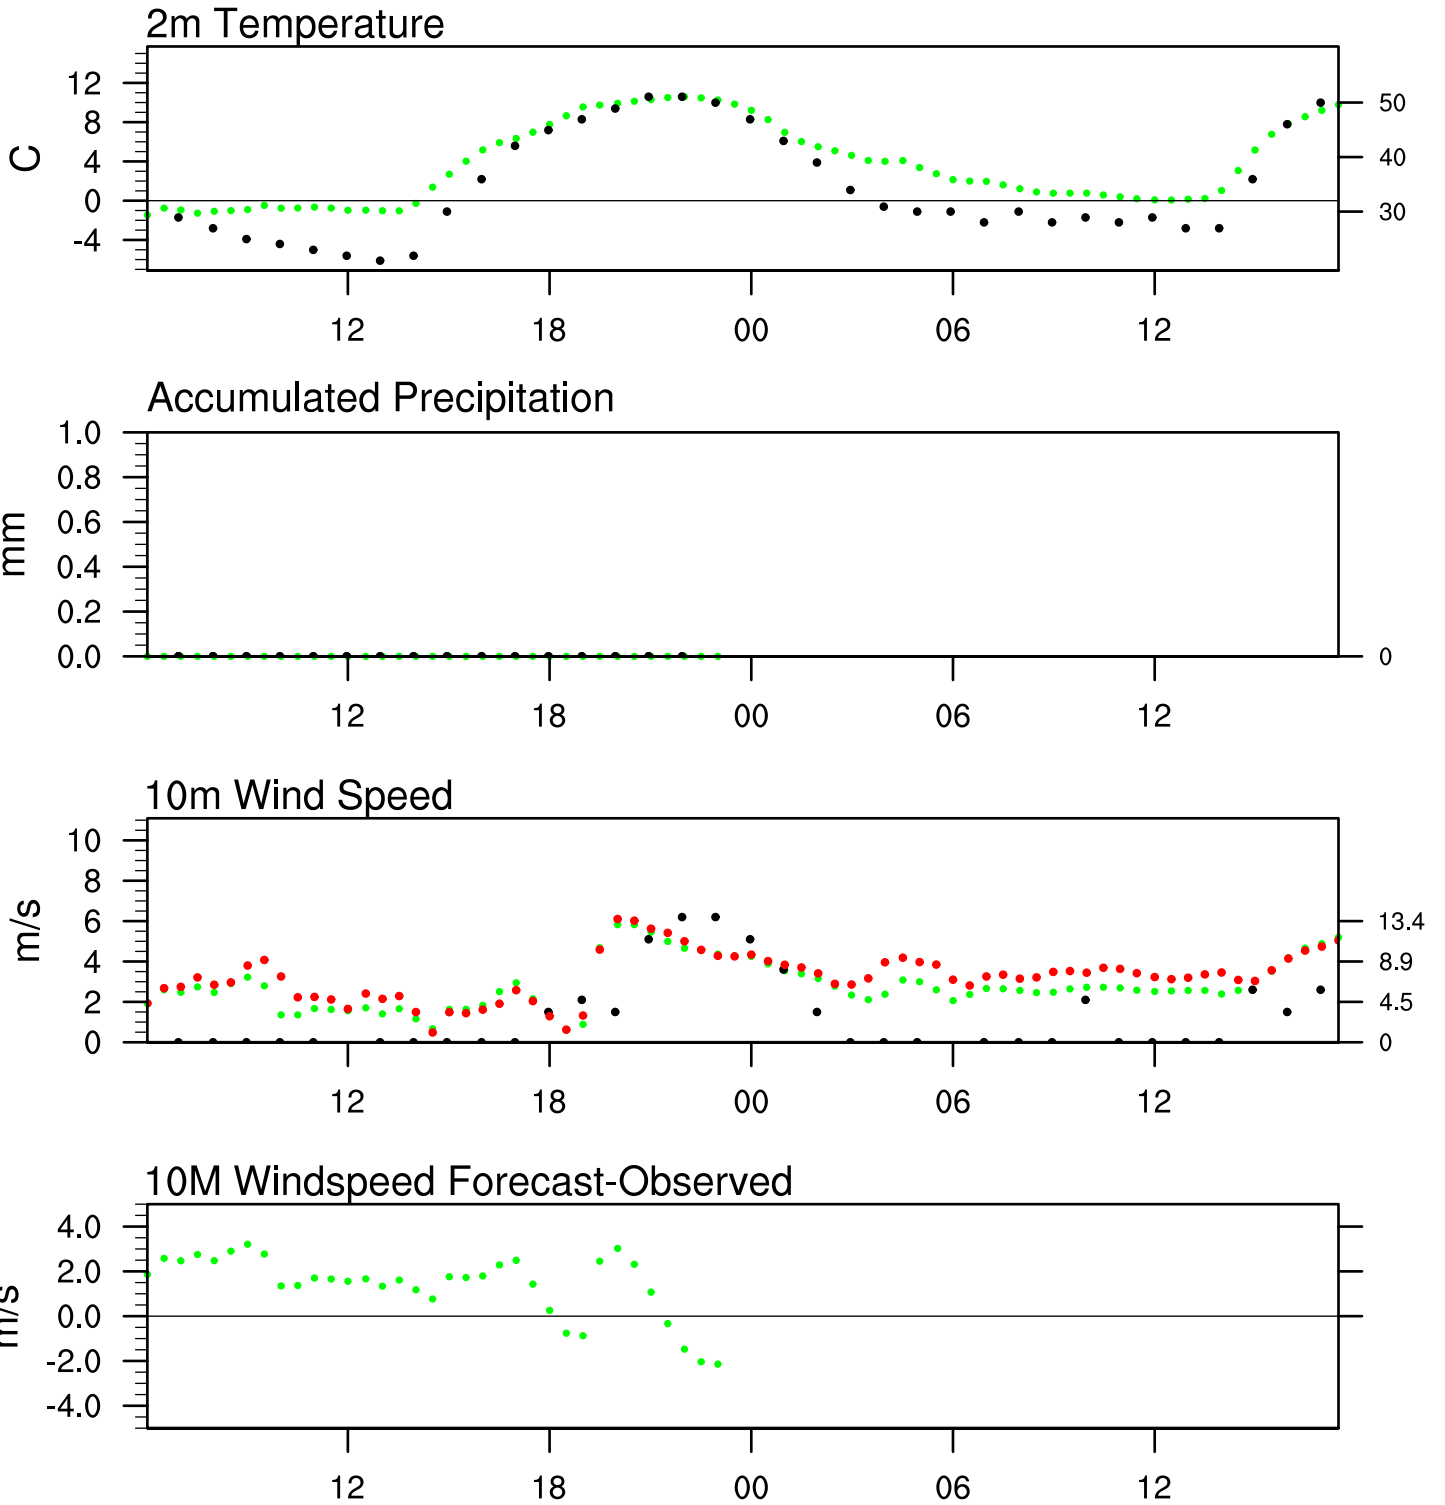 2m Temperature
12
8
4
0
-4
C
50
40
30
12 18 00 06 12
Accumulated Precipitation
1.0
0.8
0.6
0.4
0.2
0.0
mm
0
12 18 00 06 12
10m Wind Speed
10
8
6
4
2
0
m/s
13.4
8.9
4.5
0
12 18 00 06 12
10M Windspeed Forecast-Observed
4.0
2.0
0.0
-2.0
-4.0
m/s
12 18 00 06 12